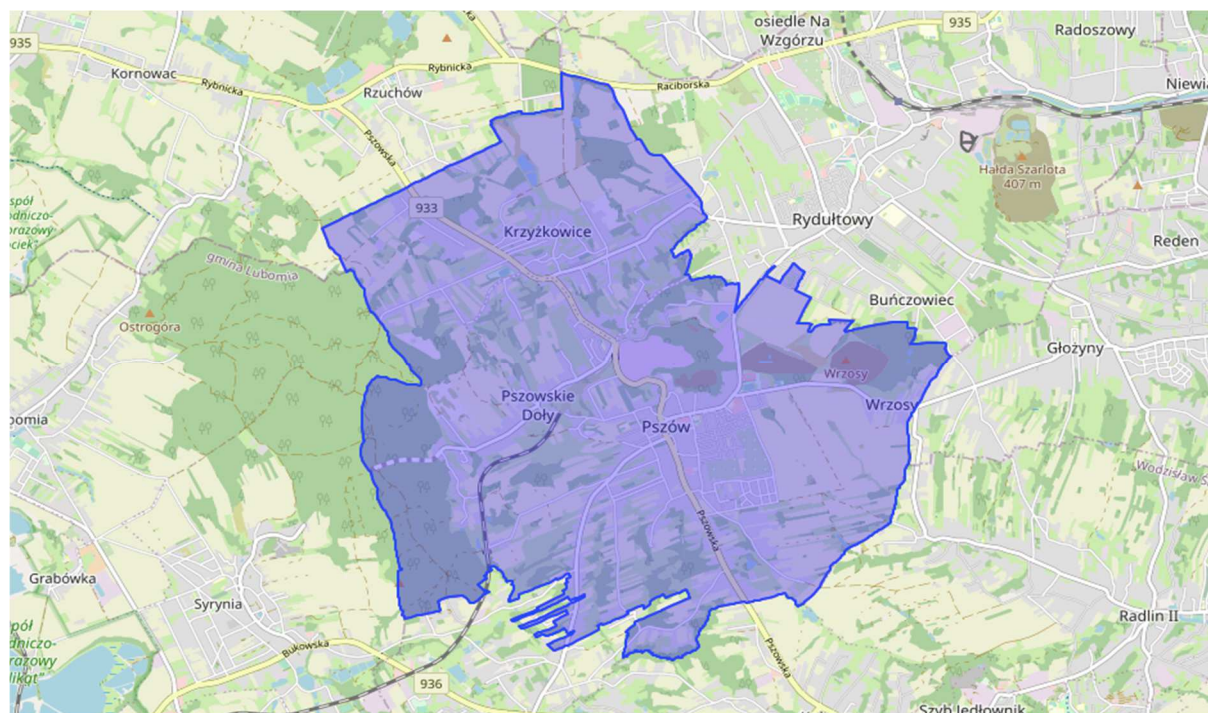 osiedle Na
Wzgórzu
935
Radoszowy
935
Kornowac
Rybnicka
Rybnicka
Rzuchów
Raciborska
Pszowska
Hałda Szarlota
407 m
933
Krzyżkowice
Rydułtowy
Reden
gmina Lubomia
Ostrogóra
Buńczowiec
Głożyny
Wrzosy
Pszowskie
Doły
Wrzosy
Pszów
Pszowska
Grabówka
Syrynia
Bukowska
Radlin II
Pszowska
936